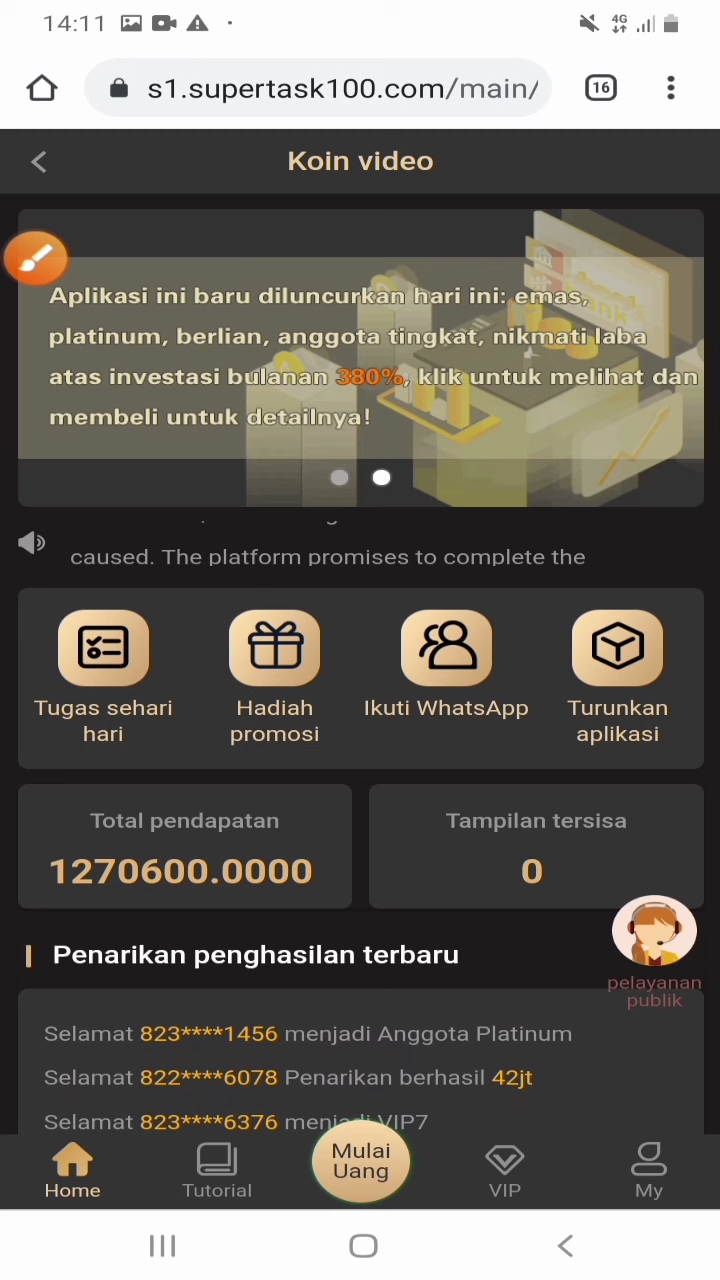 14:11
4G
s1.supertask100.com/main/
16
Koin video
Aplikasi ini baru diluncurkan hari ini: emas,
platinum, berlian, anggota tingkat, nikmati laba
atas investasi bulanan 380%, klik untuk melihat dan
membeli untuk detailnya!
caused. The platform promises to complete the
Tugas sehari
hari
Hadiah
promosi
Ikuti WhatsApp
Turunkan
aplikasi
Total pendapatan
1270600.0000
Tampilan tersisa
0
Penarikan penghasilan terbaru
pelayanan
publik
Selamat 823****1456 menjadi Anggota Platinum
Selamat 822****6078 Penarikan berhasil 42jt
Selamat 823****6376 menjadi VIP7
Mulai
Uang
Home
Tutorial
VIP
My